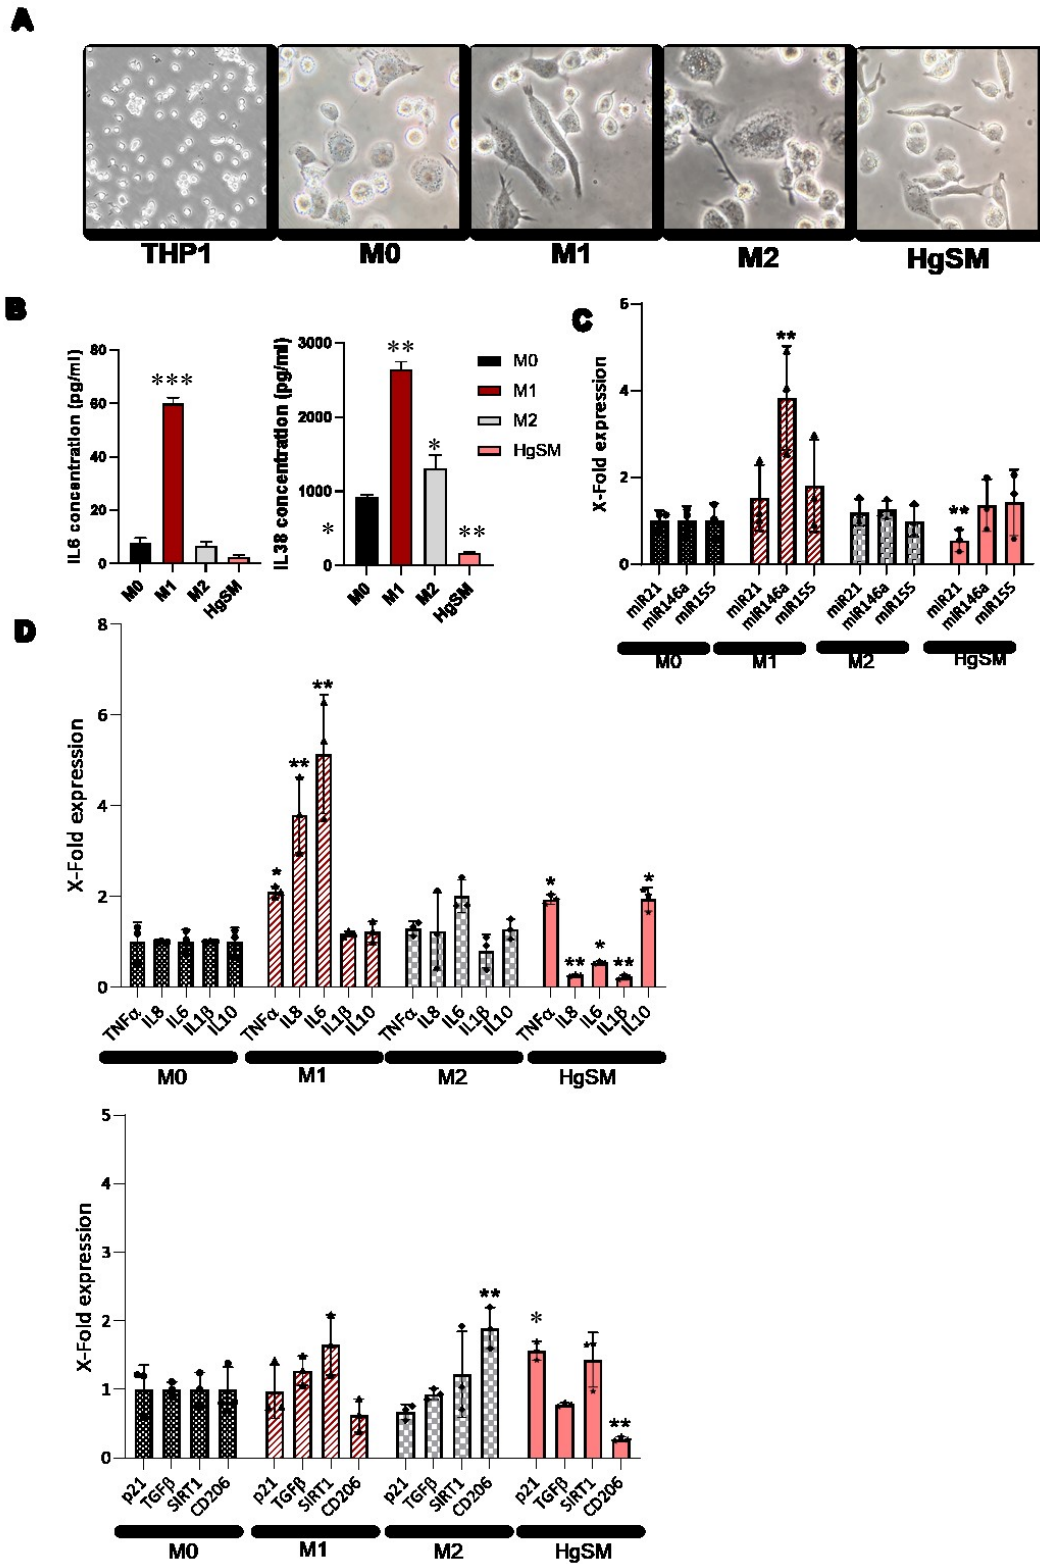 A
THP1
M0
M1
M2
HgSM
B
IL6 concentration (pg/ml)
80
60
40
20
0
***
M0
M1
M2
HgSM
*
IL38 concentration (pg/ml)
3000
2000
1000
0
**
*
**
M0
M1
M2
HgSM
M0
M1
M2
HgSM
C
X-Fold expression
6
4
2
0
**
**
miR21
miR146a
miR155
miR21
miR146a
miR155
miR21
miR146a
miR155
miR21
miR146a
miR155
M0
M1
M2
HgSM
D
X-Fold expression
8
6
4
2
0
*
**
**
*
**
*
**
*
TNFα
IL8
IL6
IL1β
IL10
TNFα
IL8
IL6
IL1β
IL10
TNFα
IL8
IL6
IL1β
IL10
TNFα
IL8
IL6
IL1β
IL10
M0
M1
M2
HgSM
X-Fold expression
5
4
3
2
1
0
**
*
**
p21
TGFβ
SIRT1
CD206
p21
TGFβ
SIRT1
CD206
p21
TGFβ
SIRT1
CD206
p21
TGFβ
SIRT1
CD206
M0
M1
M2
HgSM